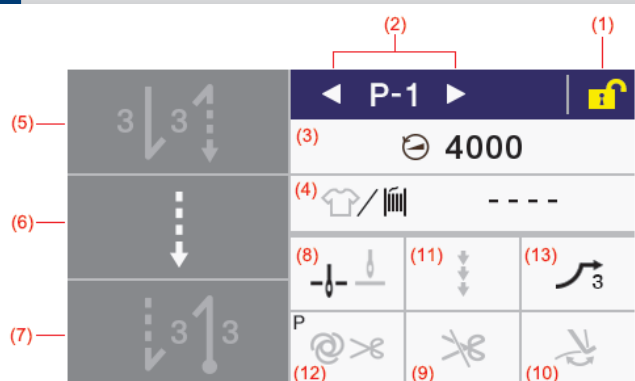 (2) (1)
◀ P-1 ▶
(5) 3 3 (3) 4000
(4) / - - - -
(6)
(8) (11) (13) 3
(7) 3 3 P
(12) (9) (10)